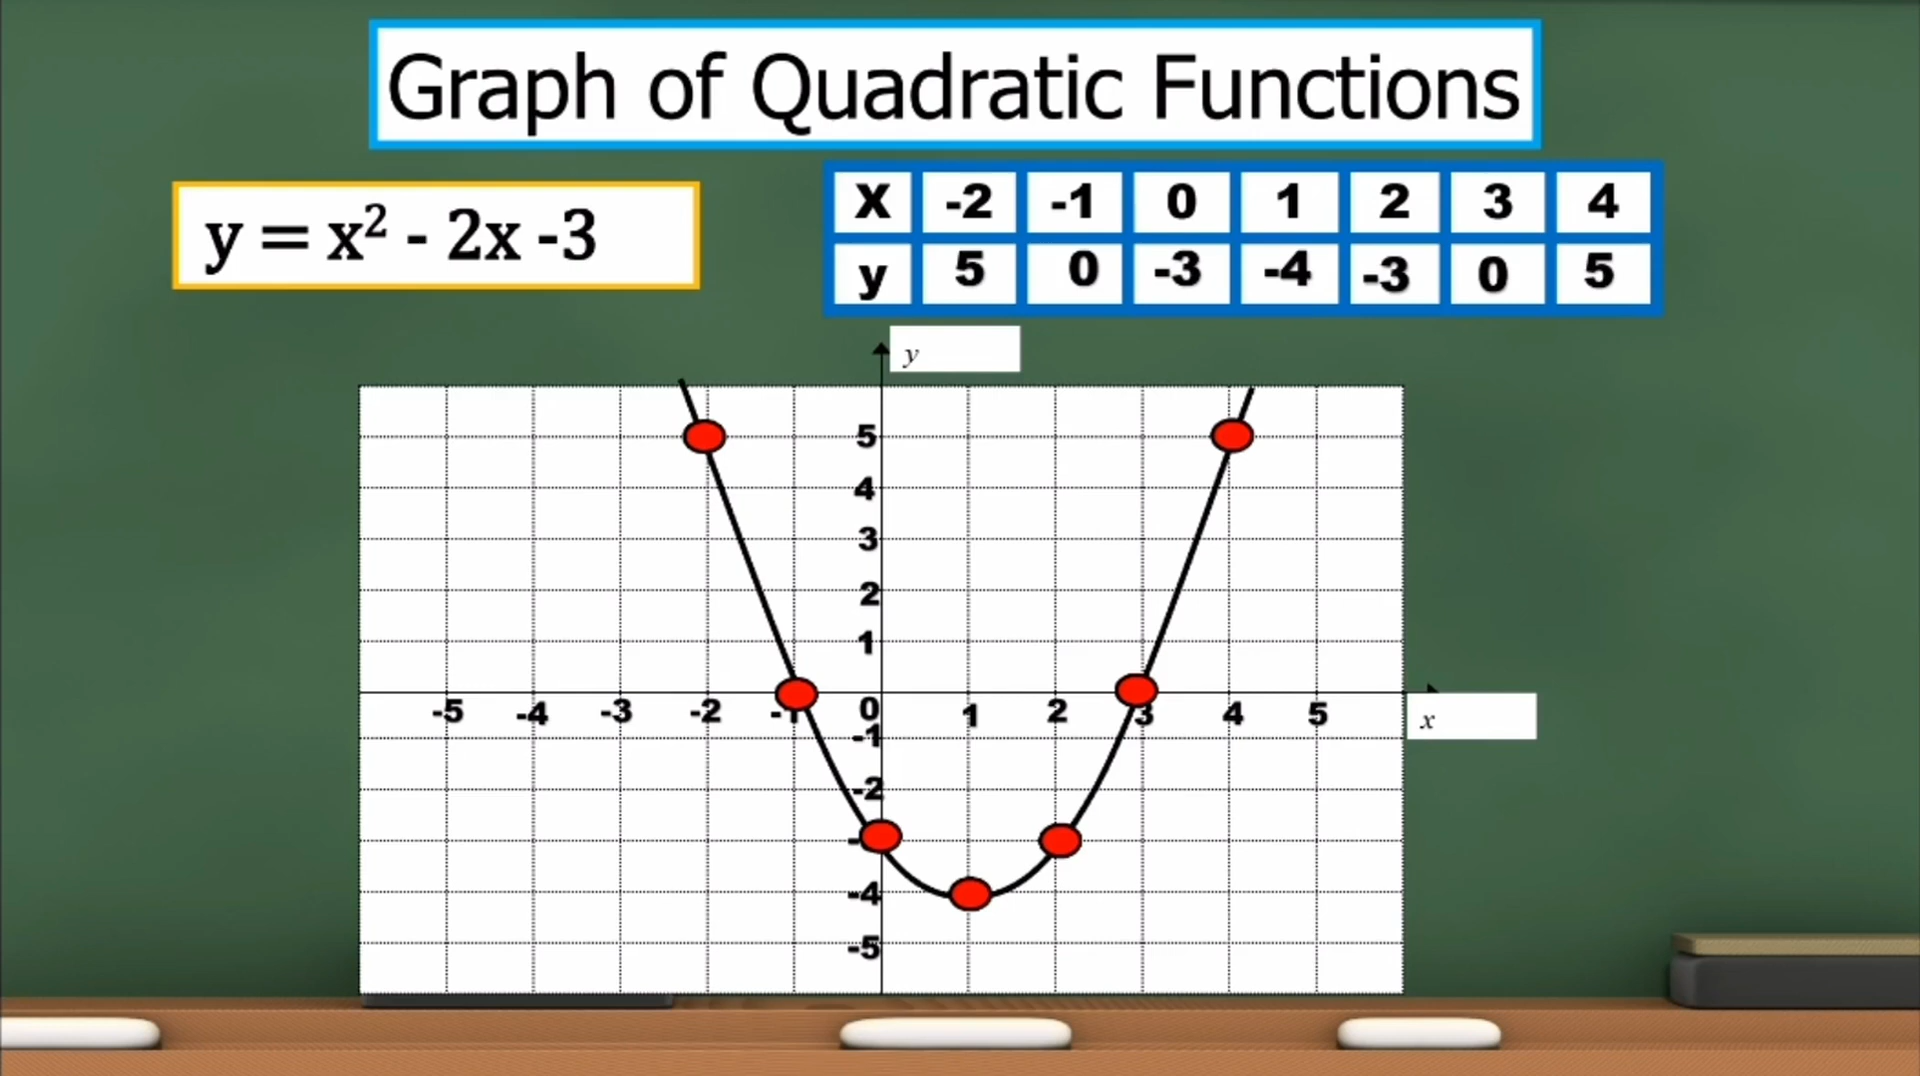 Graph of Quadratic Functions
y = x² - 2x -3
X -2 -1 0 1 2 3 4
y 5 0 -3 -4 -3 0 5
y
5
4
3
2
1
-5 -4 -3 -2 -1 0 1 2 3 4 5
x
-1
-2
-
-4
-5